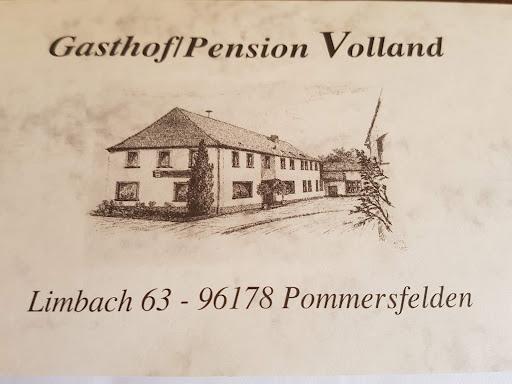 Gasthof/Pension Volland
Limbach 63 - 96178 Pommersfelden